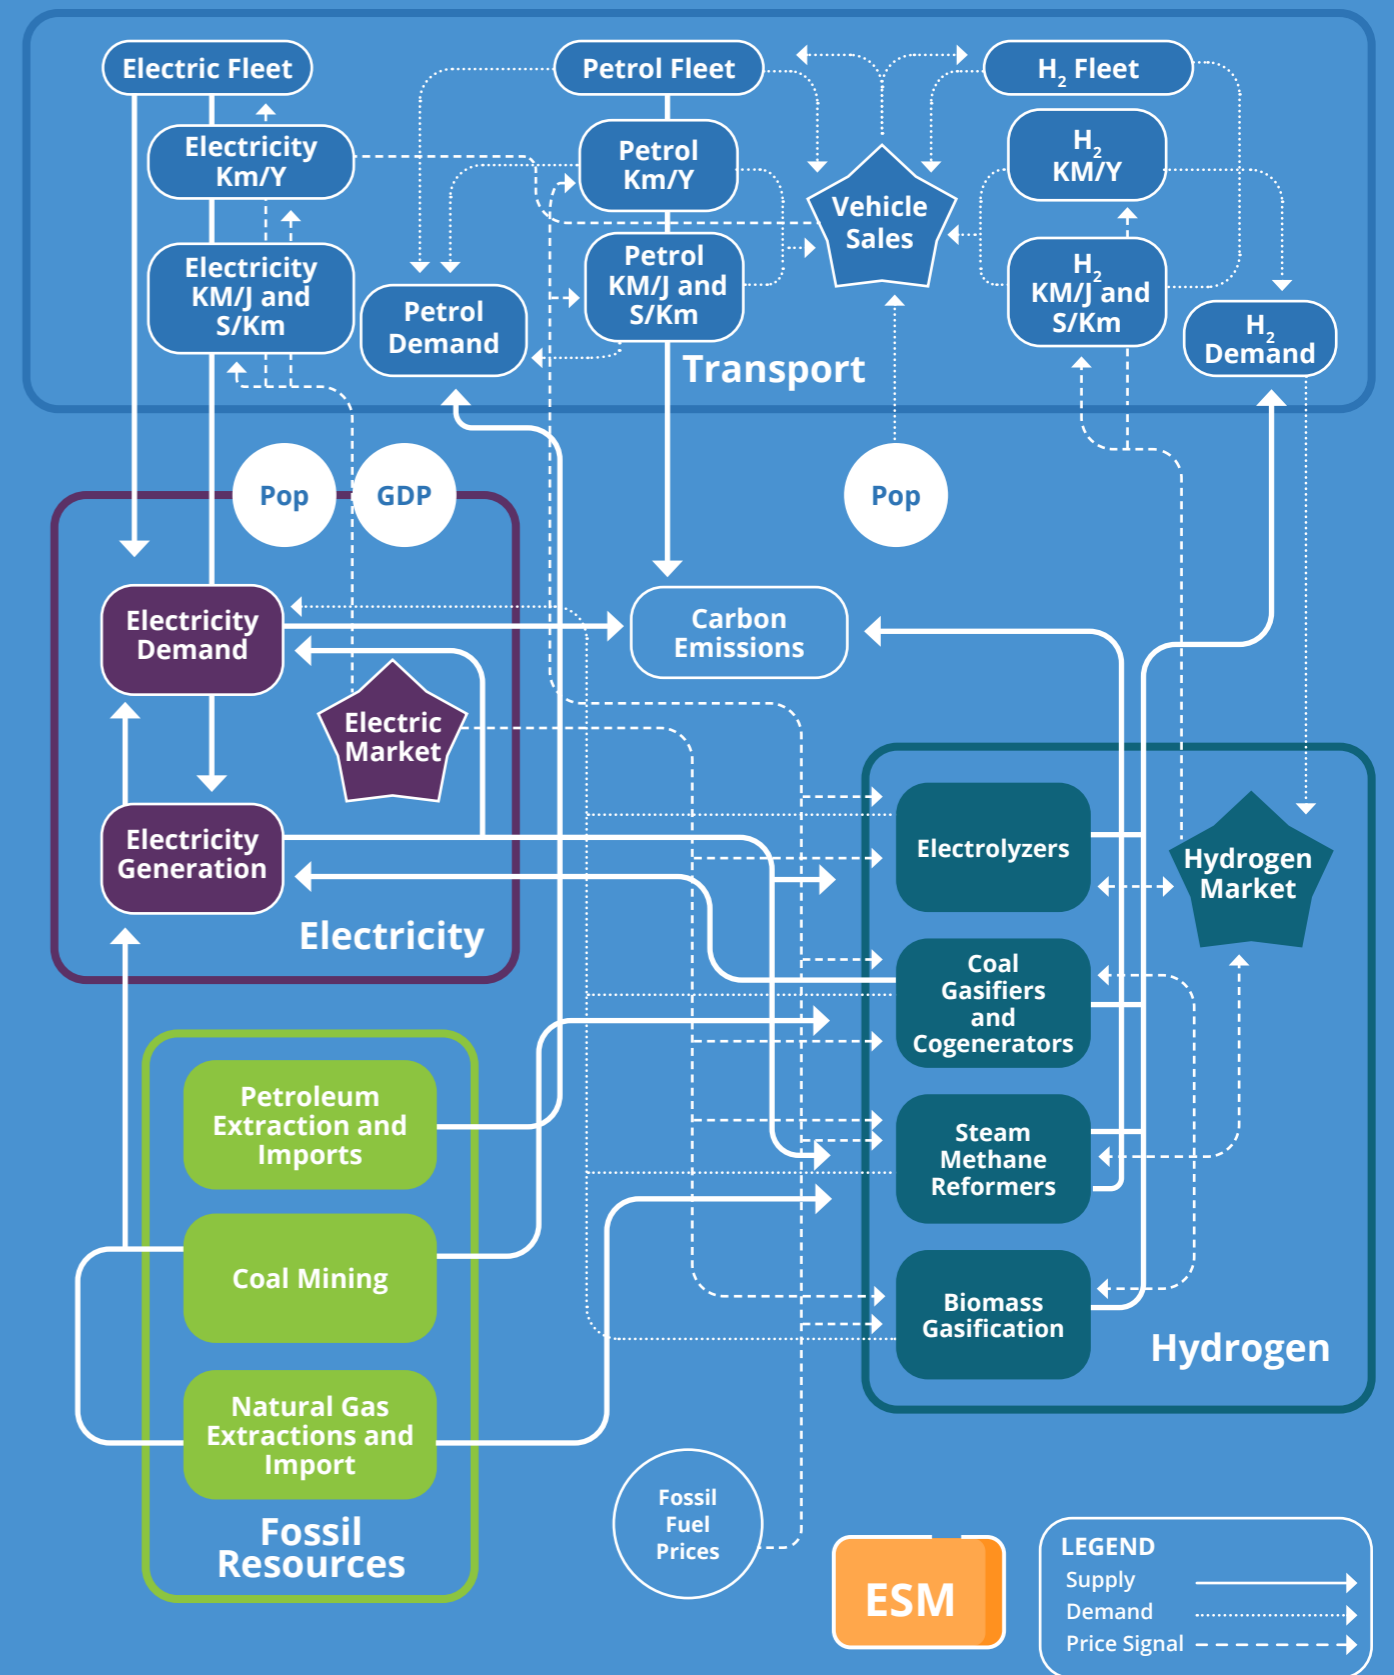 Electric Fleet
Petrol Fleet
H2 Fleet
Electricity
Km/Y
Petrol
Km/Y
H2
KM/Y
Vehicle
Sales
Electricity
KM/J and
S/Km
Petrol
Demand
Petrol
KM/J and
S/Km
H2
KM/J and
S/Km
H2
Demand
Transport
Pop
GDP
Pop
Electricity
Demand
Carbon
Emissions
Electric
Market
Electricity
Generation
Electricity
Electrolyzers
Hydrogen
Market
Coal
Gasifiers
and
Cogenerators
Steam
Methane
Reformers
Biomass
Gasification
Hydrogen
Petroleum
Extraction and
Imports
Coal Mining
Natural Gas
Extractions and
Import
Fossil
Resources
Fossil
Fuel
Prices
ESM
LEGEND
Supply
Demand
Price Signal